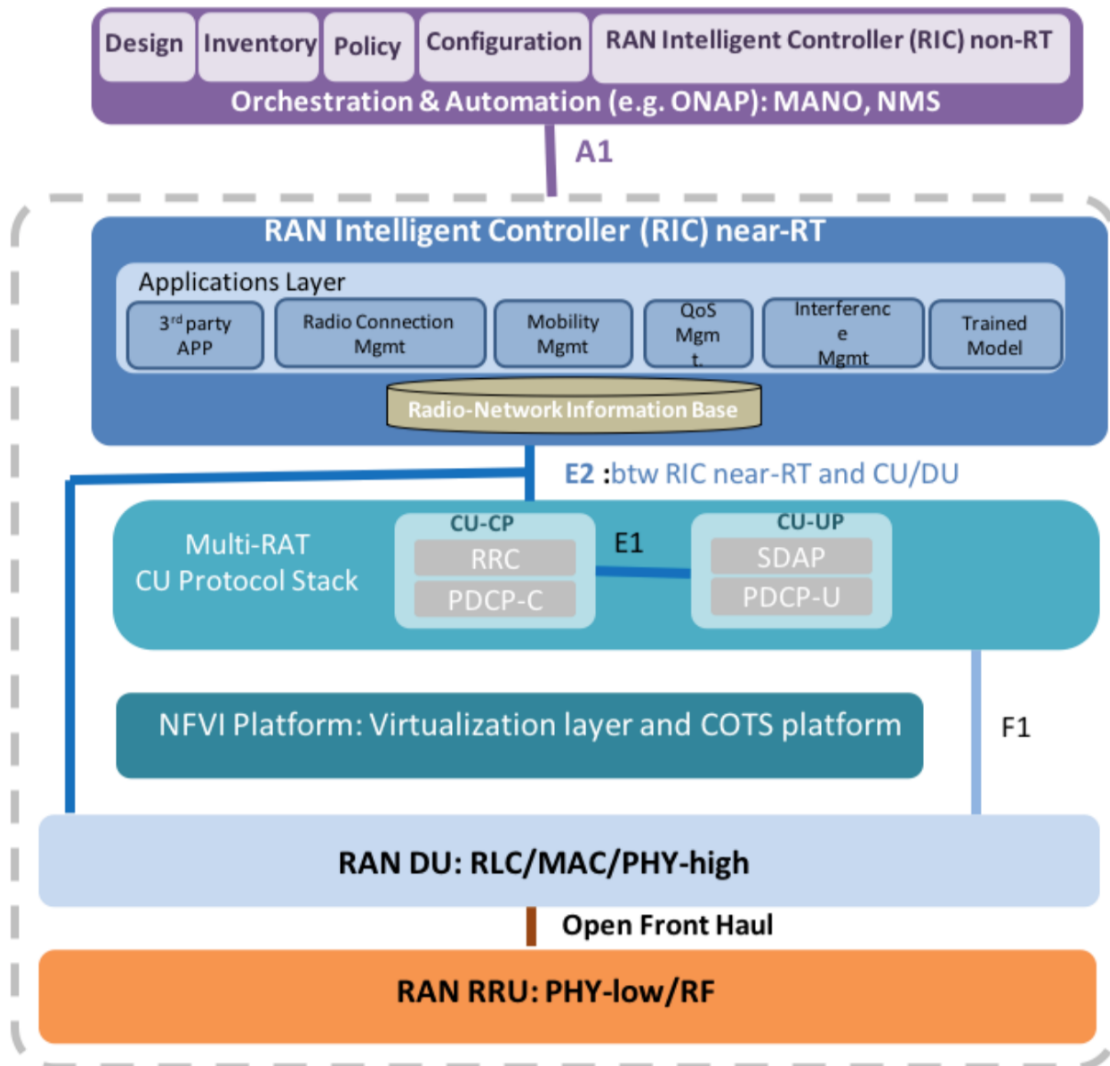 Design
Inventory
Policy
Configuration
RAN Intelligent Controller (RIC) non-RT
Orchestration & Automation (e.g. ONAP): MANO, NMS
A1
RAN Intelligent Controller (RIC) near-RT
Applications Layer
3rd party
APP
Radio Connection
Mgmt
Mobility
Mgmt
QoS
Mgm
t.
Interferenc
e
Mgmt
Trained
Model
Radio-Network Information Base
E2 :btw RIC near-RT and CU/DU
Multi-RAT
CU Protocol Stack
CU-CP
RRC
PDCP-C
E1
CU-UP
SDAP
PDCP-U
NFVI Platform: Virtualization layer and COTS platform
F1
RAN DU: RLC/MAC/PHY-high
Open Front Haul
RAN RRU: PHY-low/RF